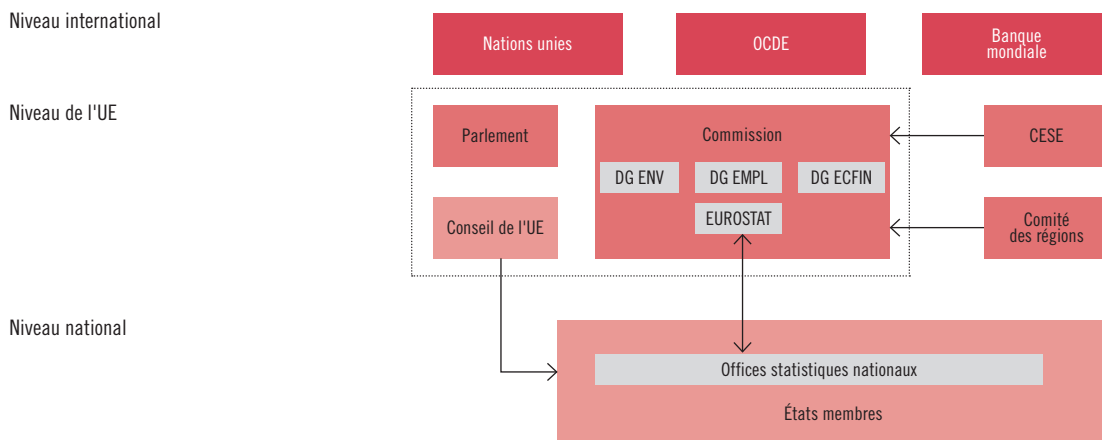 Niveau international
Nations unies
OCDE
Banque
mondiale
Niveau de l'UE
Parlement
Commission
CESE
DG ENV
DG EMPL
DG ECFIN
Conseil de l'UE
EUROSTAT
Comité
des régions
Niveau national
Offices statistiques nationaux
États membres